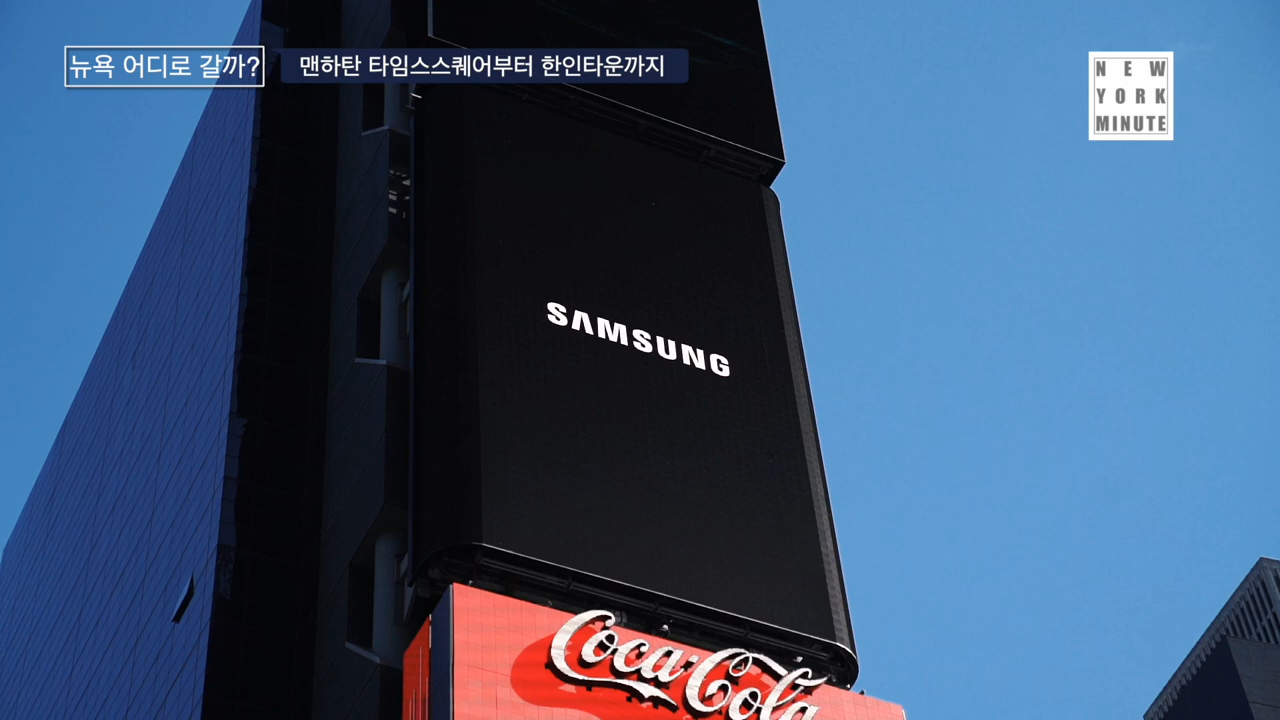 뉴욕 어디로 갈까?
맨하탄 타임스스퀘어부터 한인타운까지
NEW
YORK
MINUTE
SAMSUNG
Coca-Cola